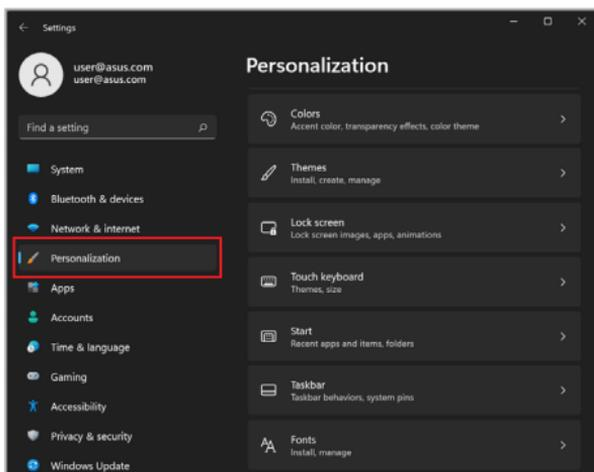 Settings
user@asus.com
user@asus.com
Find a setting
System
Bluetooth & devices
Network & internet
Personalization
Apps
Accounts
Time & language
Gaming
Accessibility
Privacy & security
Windows Update
Personalization
Colors
Accent color, transparency effects, color theme
Themes
Install, create, manage
Lock screen
Lock screen images, apps, animations
Touch keyboard
Themes, size
Start
Recent apps and items, folders
Taskbar
Taskbar behaviors, system pins
Fonts
Install, manage